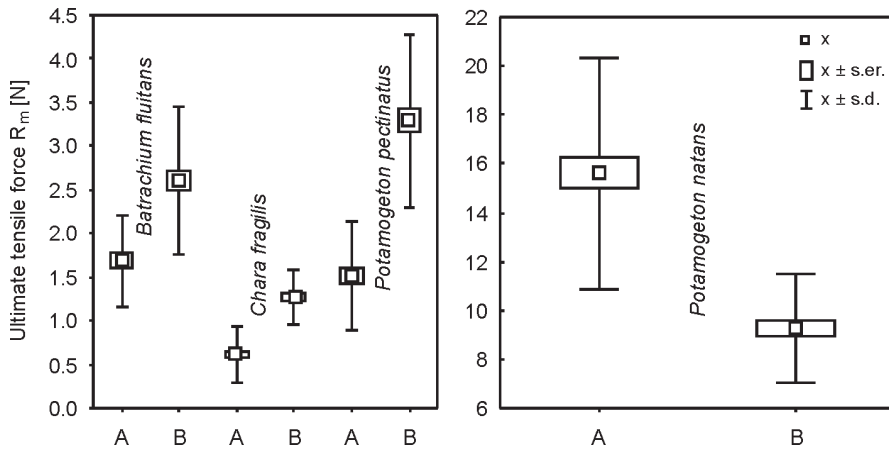 Ultimate tensile force Rm [N]
4.5
4.0
3.5
3.0
2.5
2.0
1.5
1.0
0.5
0.0
Batrachium fluitans
Chara fragilis
Potamogeton pectinatus
A B A B A B
22
20
18
16
14
12
10
8
6
Potamogeton natans
x
x ± s.er.
x ± s.d.
A B